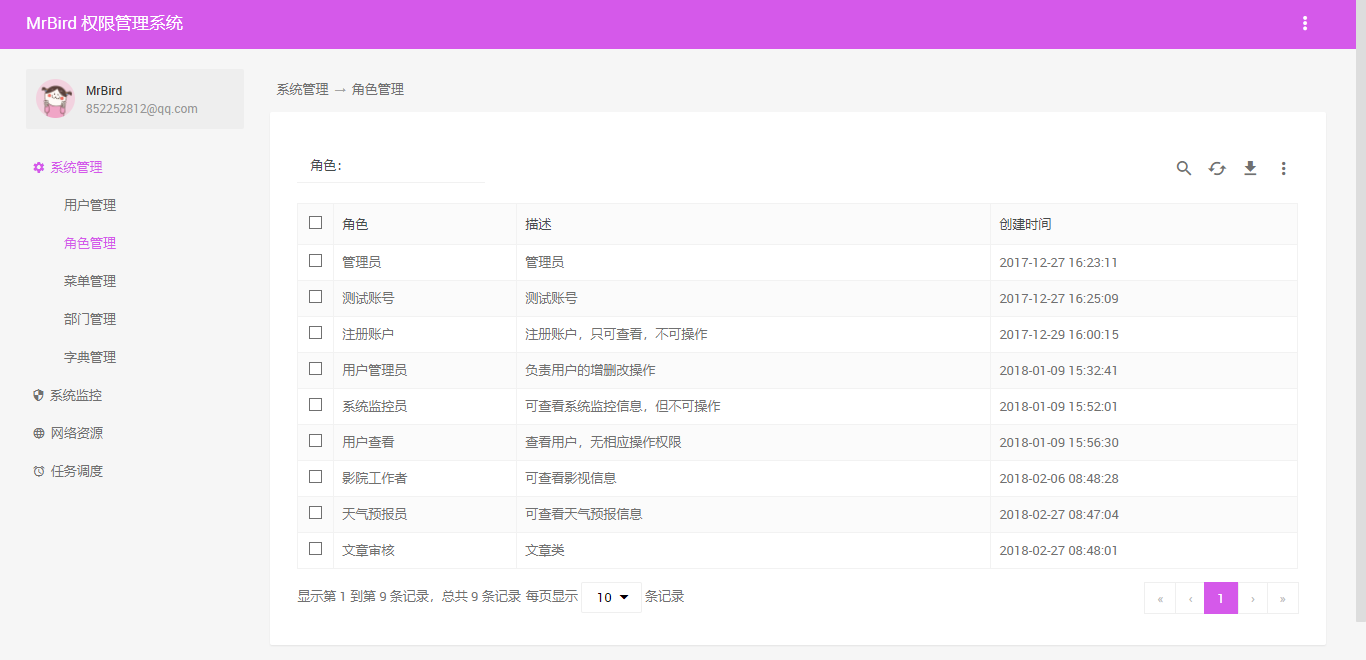 MrBird 权限管理系统
MrBird
852252812@qq.com
系统管理 → 角色管理
系统管理
用户管理
角色管理
菜单管理
部门管理
字典管理
系统监控
网络资源
任务调度
角色：
角色 描述 创建时间
管理员 管理员 2017-12-27 16:23:11
测试账号 测试账号 2017-12-27 16:25:09
注册账户 注册账户，只可查看，不可操作 2017-12-29 16:00:15
用户管理员 负责用户的增删改操作 2018-01-09 15:32:41
系统监控员 可查看系统监控信息，但不可操作 2018-01-09 15:52:01
用户查看 查看用户，无相应操作权限 2018-01-09 15:56:30
影院工作者 可查看影视信息 2018-02-06 08:48:28
天气预报员 可查看天气预报信息 2018-02-27 08:47:04
文章审核 文章类 2018-02-27 08:48:01
显示第 1 到第 9 条记录，总共 9 条记录 每页显示 10 条记录
« ‹ 1 › »